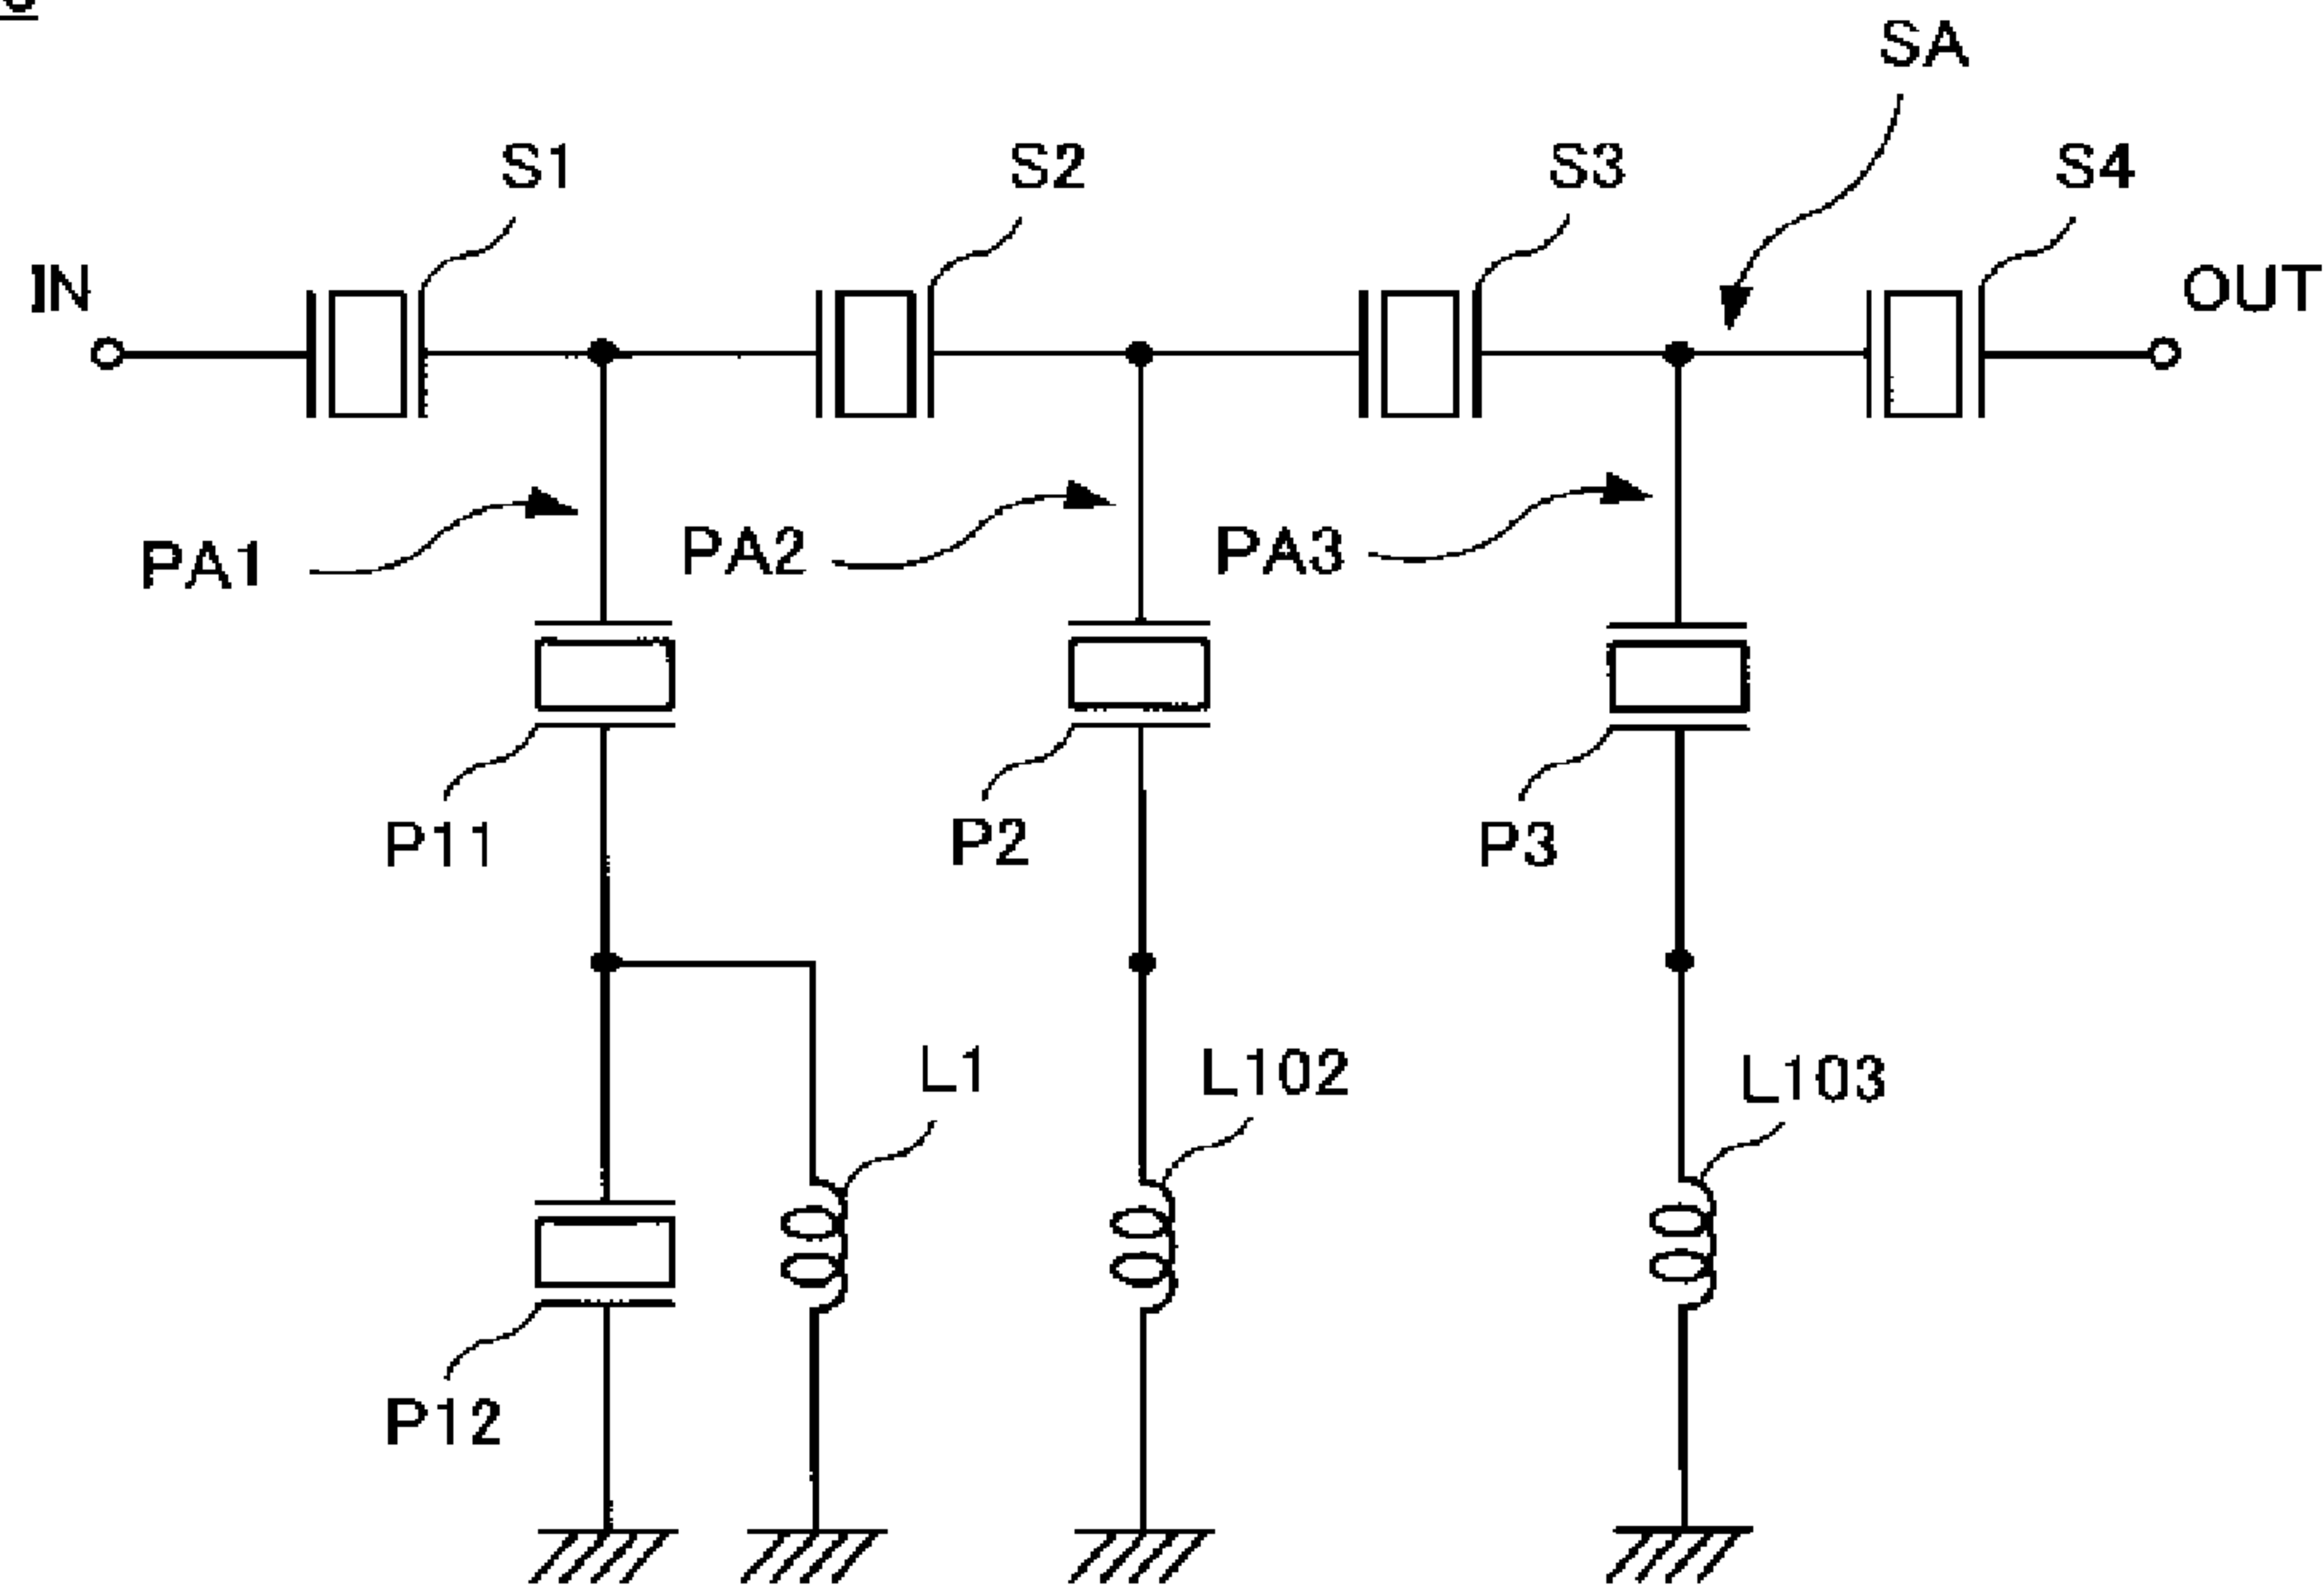 SA
S1 S2 S3 S4
IN OUT
PA1 PA2 PA3
P11 P2 P3
L1 L102 L103
P12